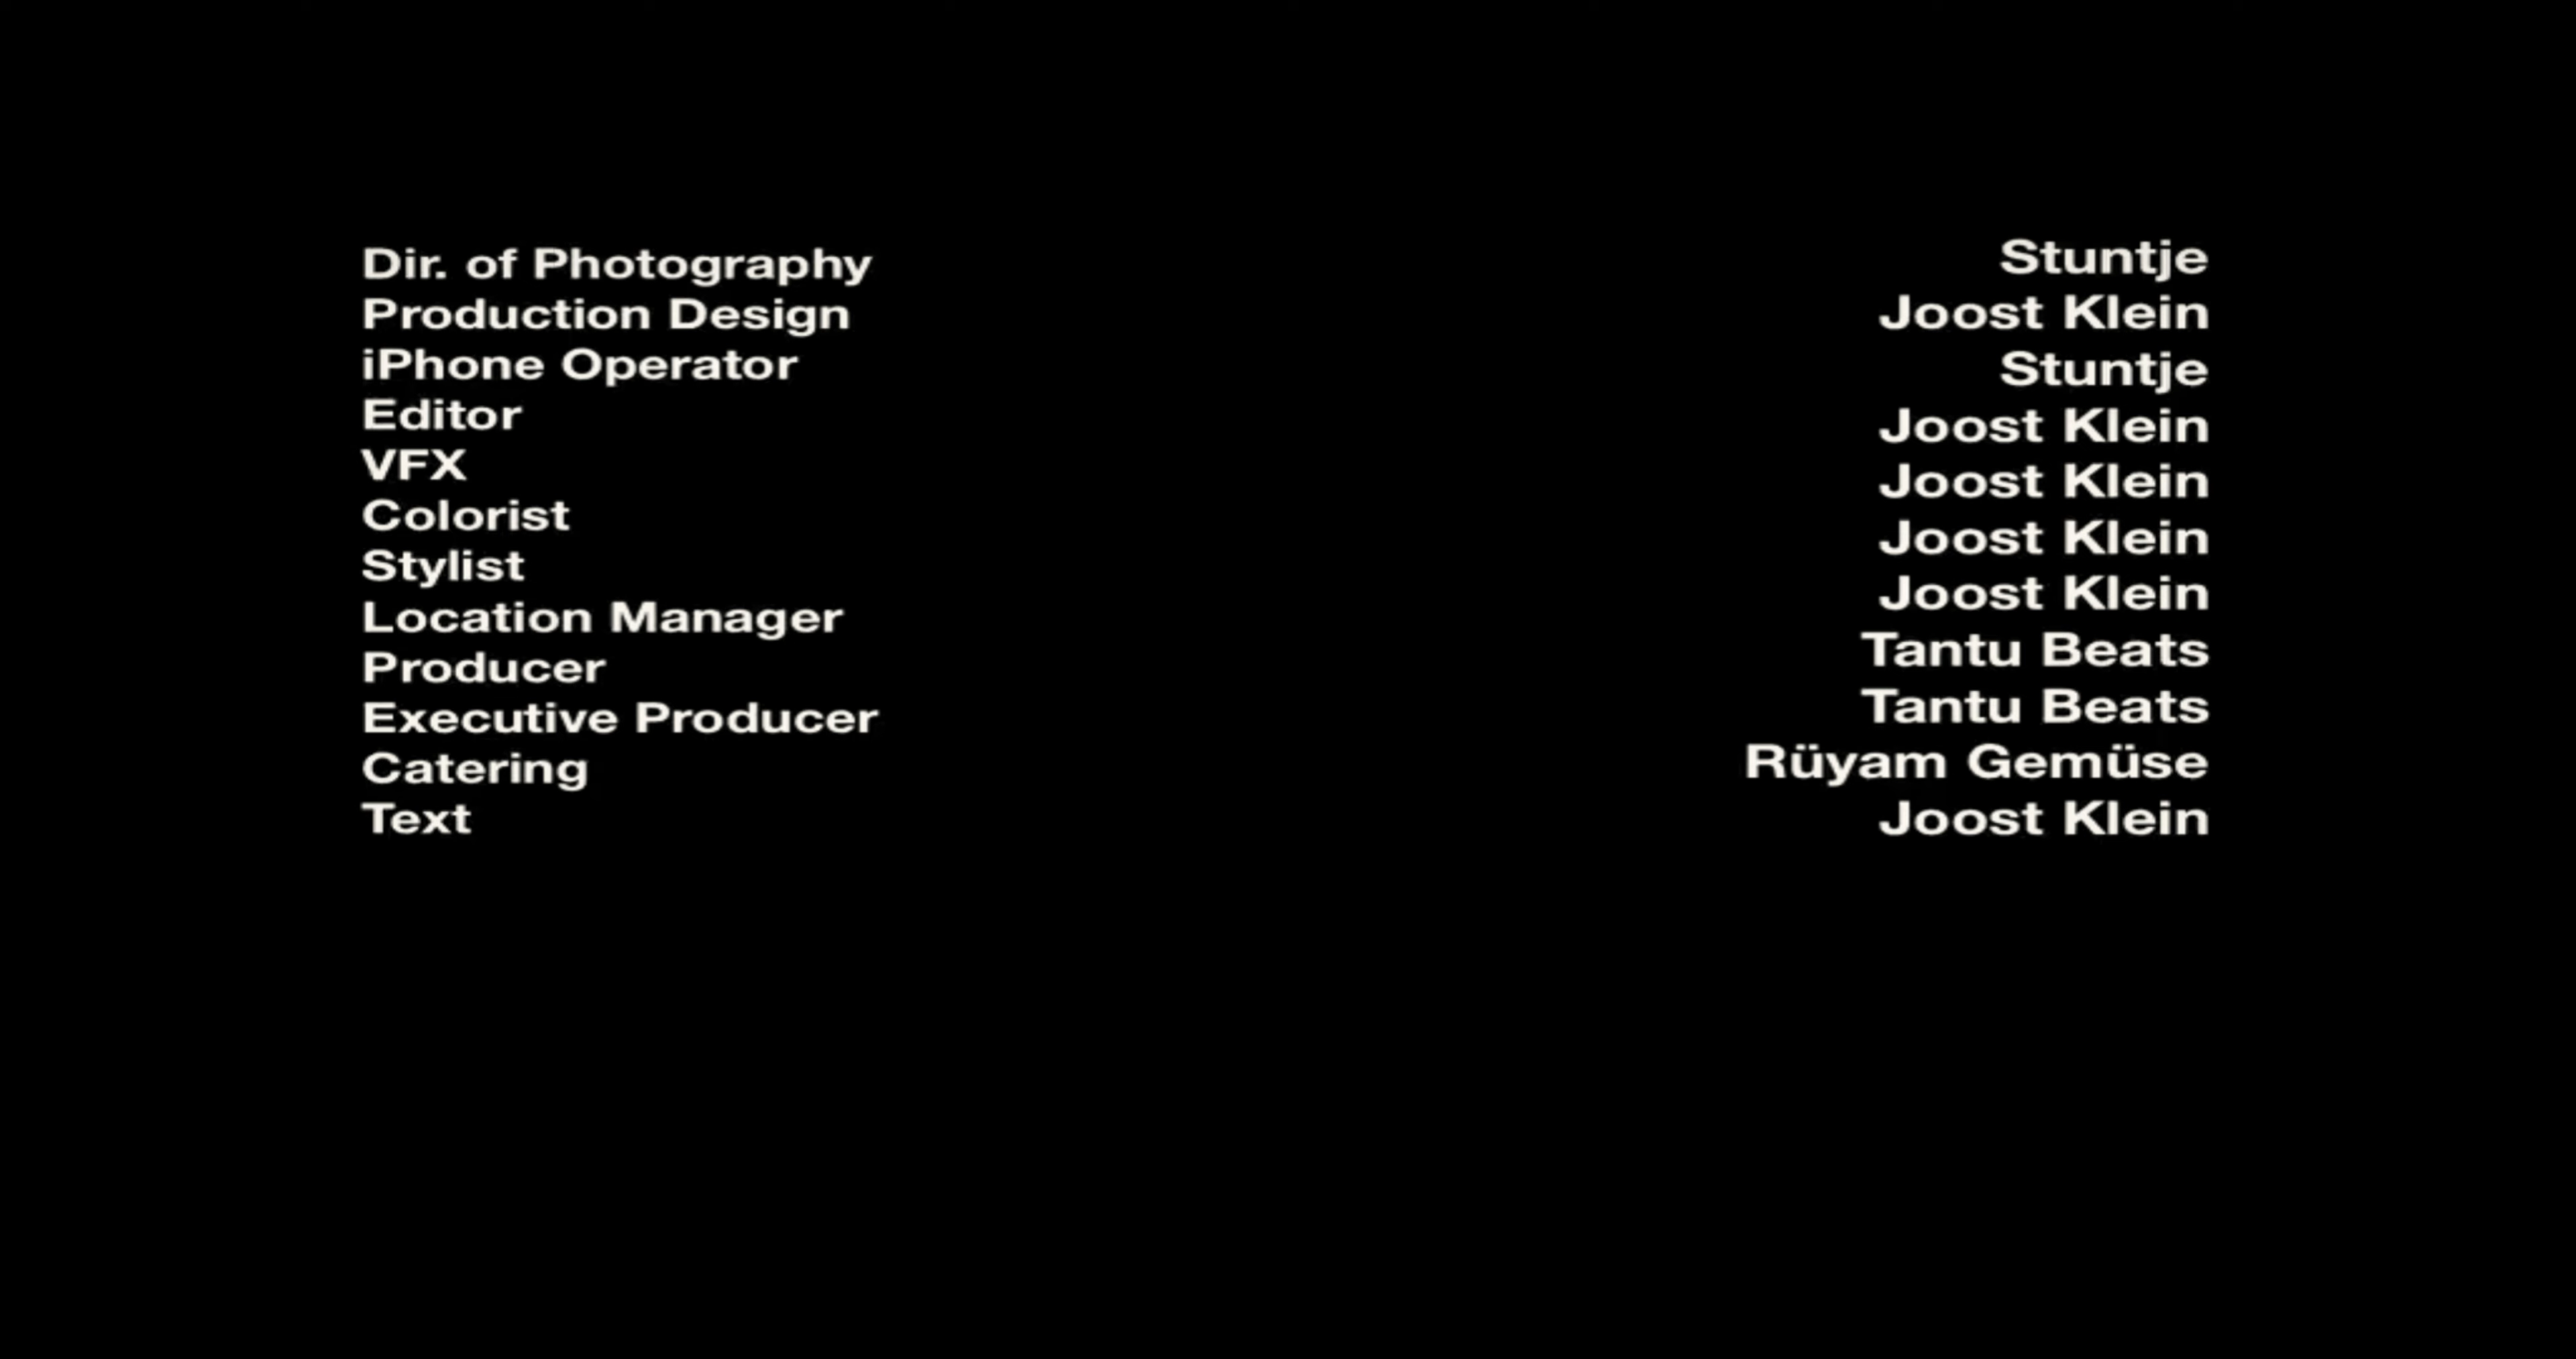 Dir. of Photography
Production Design
iPhone Operator
Editor
VFX
Colorist
Stylist
Location Manager
Producer
Executive Producer
Catering
Text
Stuntje
Joost Klein
Stuntje
Joost Klein
Joost Klein
Joost Klein
Joost Klein
Tantu Beats
Tantu Beats
Rüyam Gemüse
Joost Klein